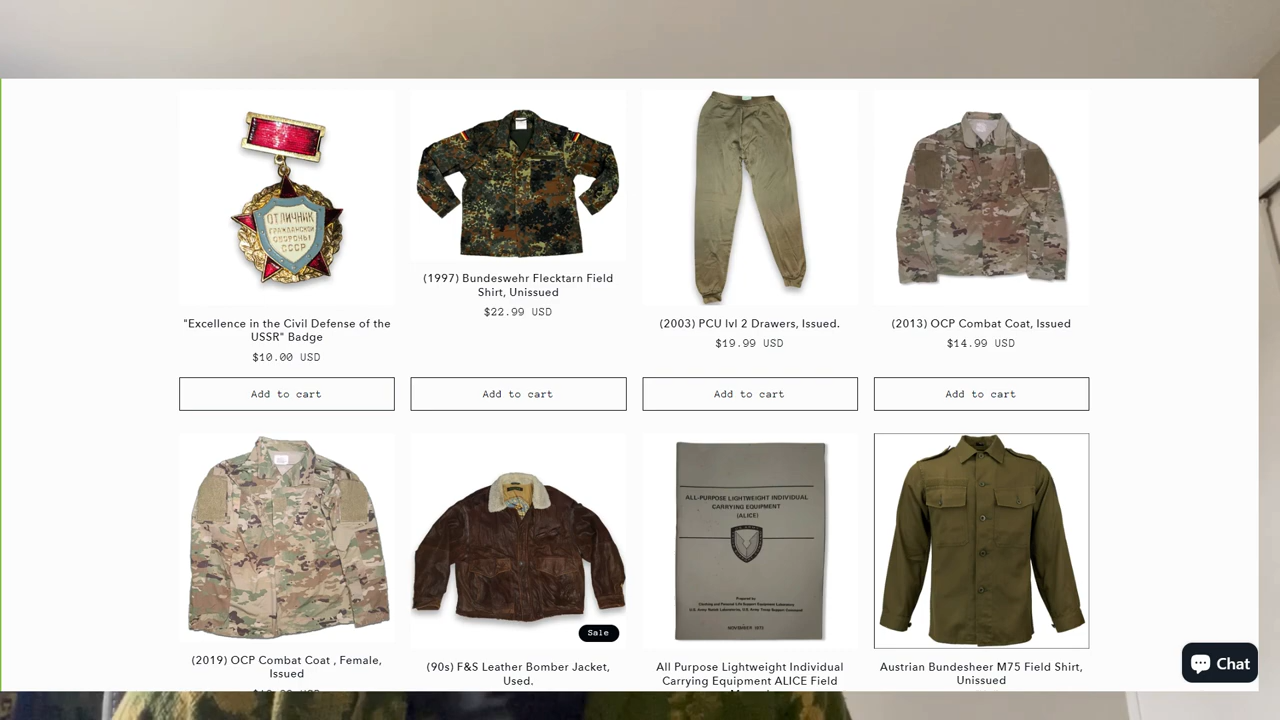 ОТЛИЧНИК
ГРАЖДАНСКОЙ
ОБОРОНЫ
СССР
"Excellence in the Civil Defense of the
USSR" Badge
$10.00 USD
Add to cart
(1997) Bundeswehr Flecktarn Field
Shirt, Unissued
$22.99 USD
Add to cart
(2003) PCU lvl 2 Drawers, Issued.
$19.99 USD
Add to cart
(2013) OCP Combat Coat, Issued
$14.99 USD
Add to cart
(2019) OCP Combat Coat , Female,
Issued
Sale
(90s) F&S Leather Bomber Jacket,
Used.
ALL-PURPOSE LIGHTWEIGHT INDIVIDUAL
CARRYING EQUIPMENT
(ALICE)
Prepared by
All Purpose Lightweight Individual
Carrying Equipment ALICE Field
Austrian Bundesheer M75 Field Shirt,
Unissued
Chat